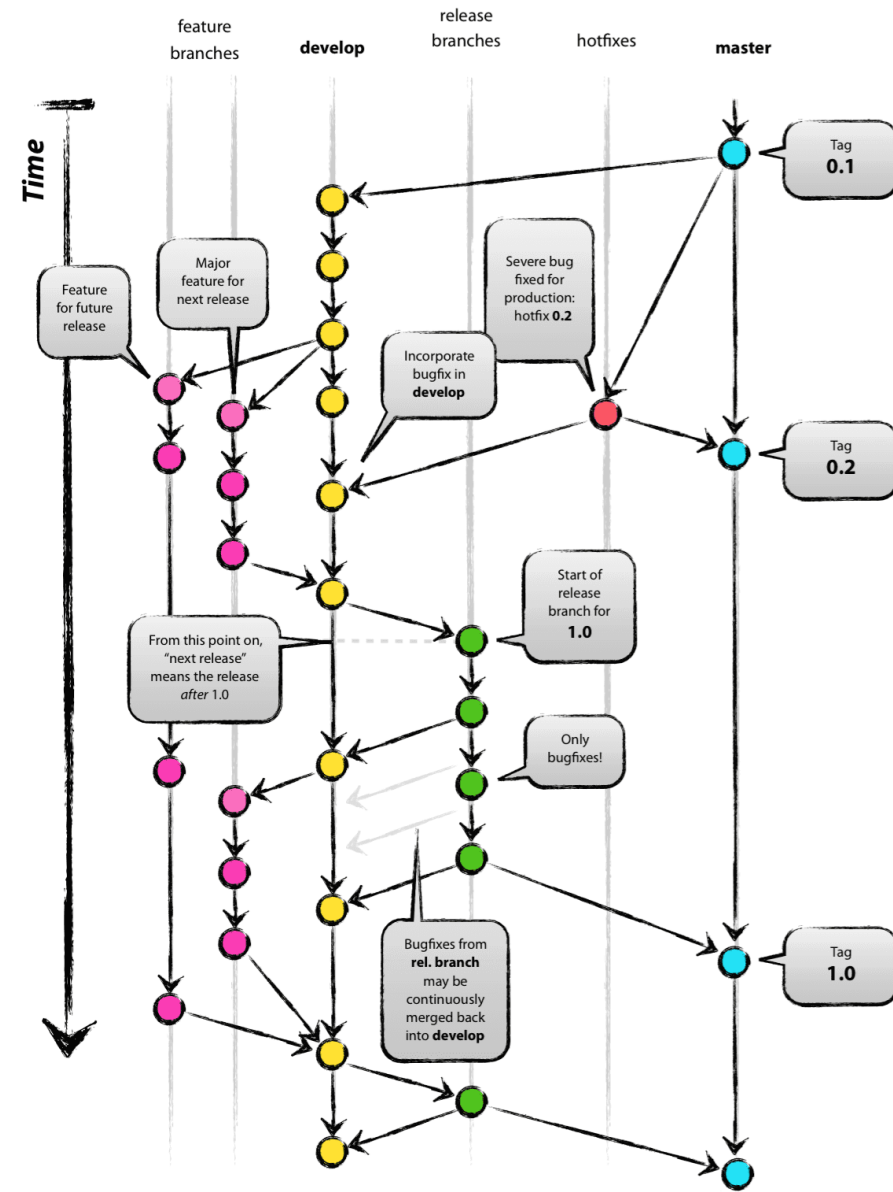 feature
branches
develop
release
branches
hotfixes
master
Time
Tag
0.1
Severe bug
fixed for
production:
hotfix 0.2
Major
feature for
next release
Feature
for future
release
Incorporate
bugfix in
develop
Tag
0.2
Start of
release
branch for
1.0
From this point on,
“next release”
means the release
after 1.0
Only
bugfixes!
Bugfixes from
rel. branch
may be
continuously
merged back
into develop
Tag
1.0